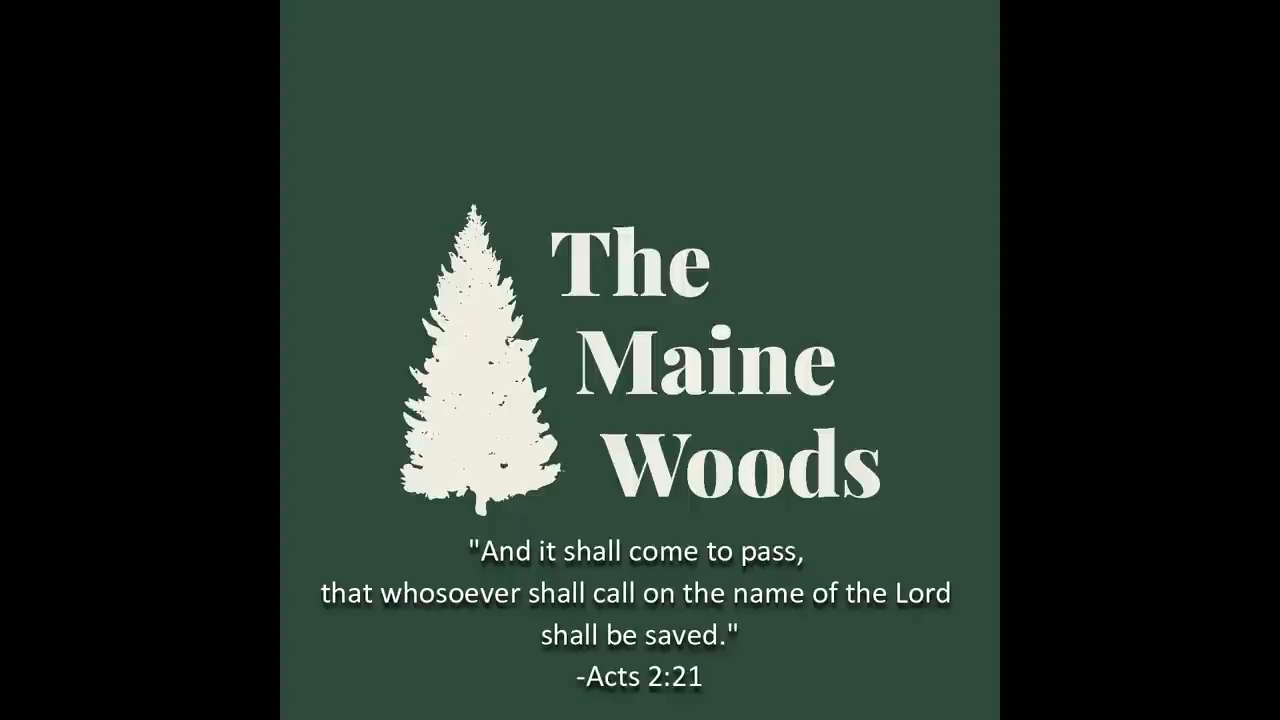 The
Maine
Woods
"And it shall come to pass,
that whosoever shall call on the name of the Lord
shall be saved."
-Acts 2:21